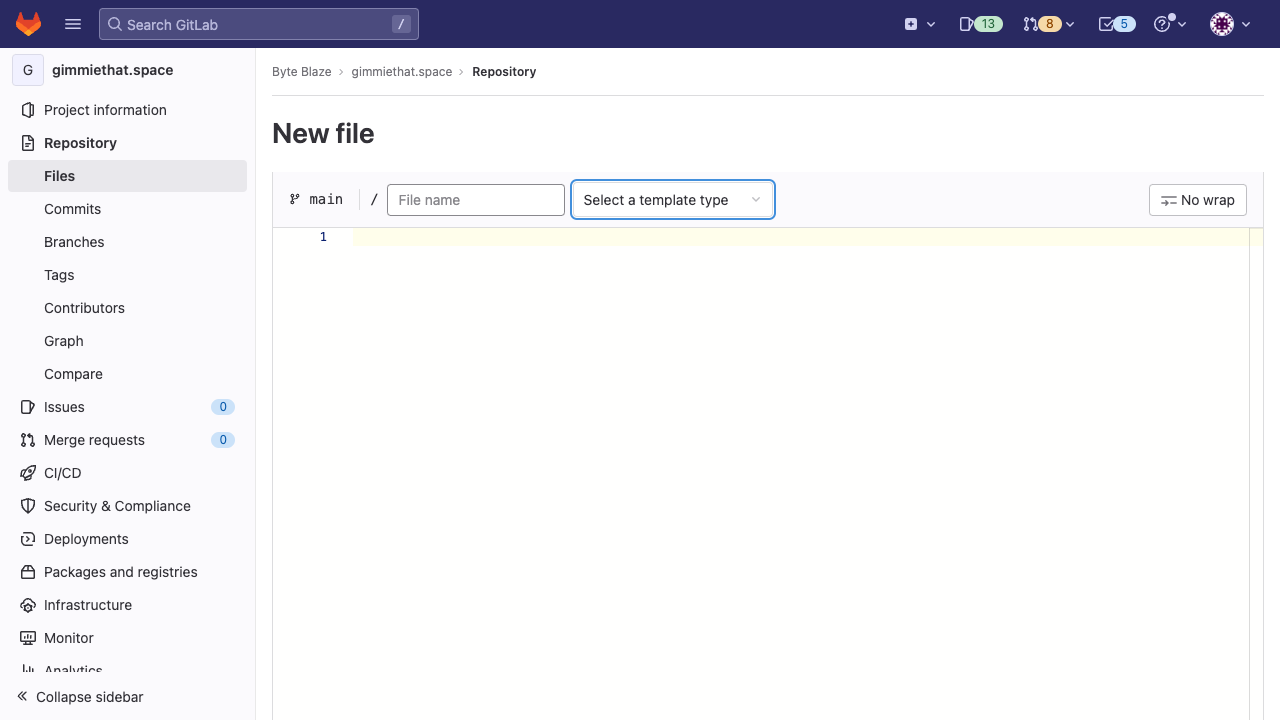 Search GitLab
/
13
8
5
G gimmiethat.space
Project information
Repository
Files
Commits
Branches
Tags
Contributors
Graph
Compare
Issues 0
Merge requests 0
CI/CD
Security & Compliance
Deployments
Packages and registries
Infrastructure
Monitor
Analytics
Collapse sidebar
Byte Blaze
gimmiethat.space
Repository
New file
main / File name Select a template type No wrap
1